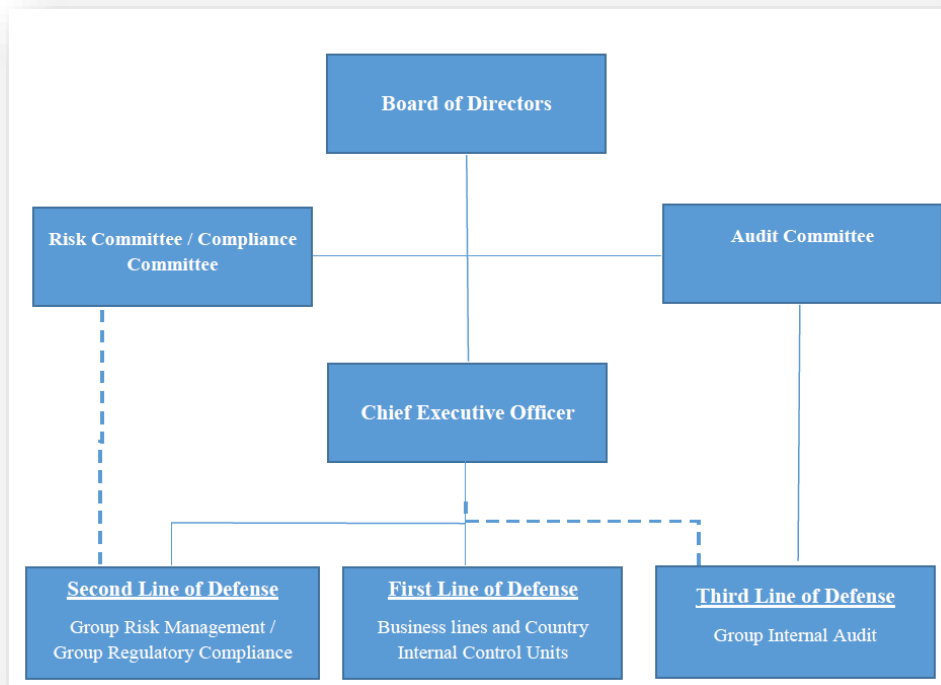 Board of Directors
Risk Committee / Compliance
Committee
Audit Committee
Chief Executive Officer
Second Line of Defense
Group Risk Management /
Group Regulatory Compliance
First Line of Defense
Business lines and Country
Internal Control Units
Third Line of Defense
Group Internal Audit